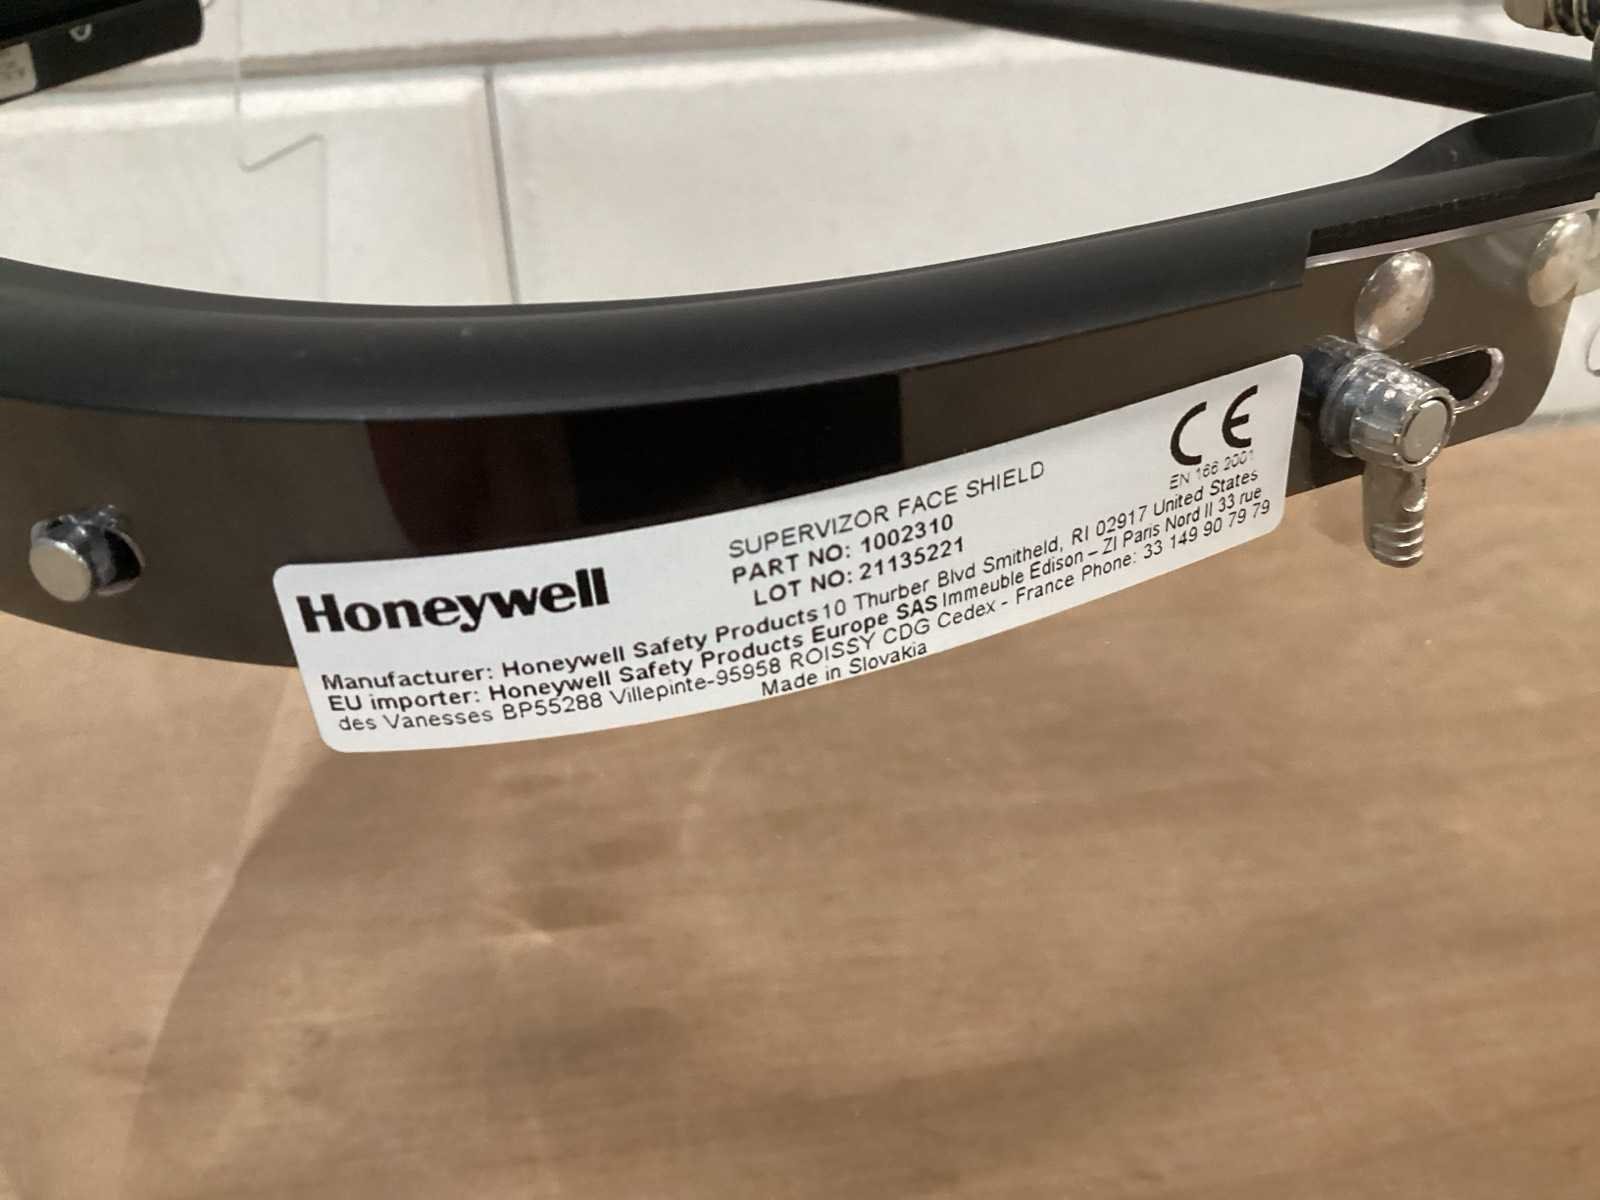 SUPERVIZOR FACE SHIELD
PART NO: 1002310
LOT NO: 21135221
CE
EN 166 2001
Honeywell
Manufacturer: Honeywell Safety Products 10 Thurber Blvd Smitheld, RI 02917 United States
EU importer: Honeywell Safety Products Europe SAS Immeuble Edison – ZI Paris Nord II 33 rue
des Vanesses BP55288 Villepinte-95958 ROISSY CDG Cedex - France Phone: 33 149 90 79 79
Made in Slovakia